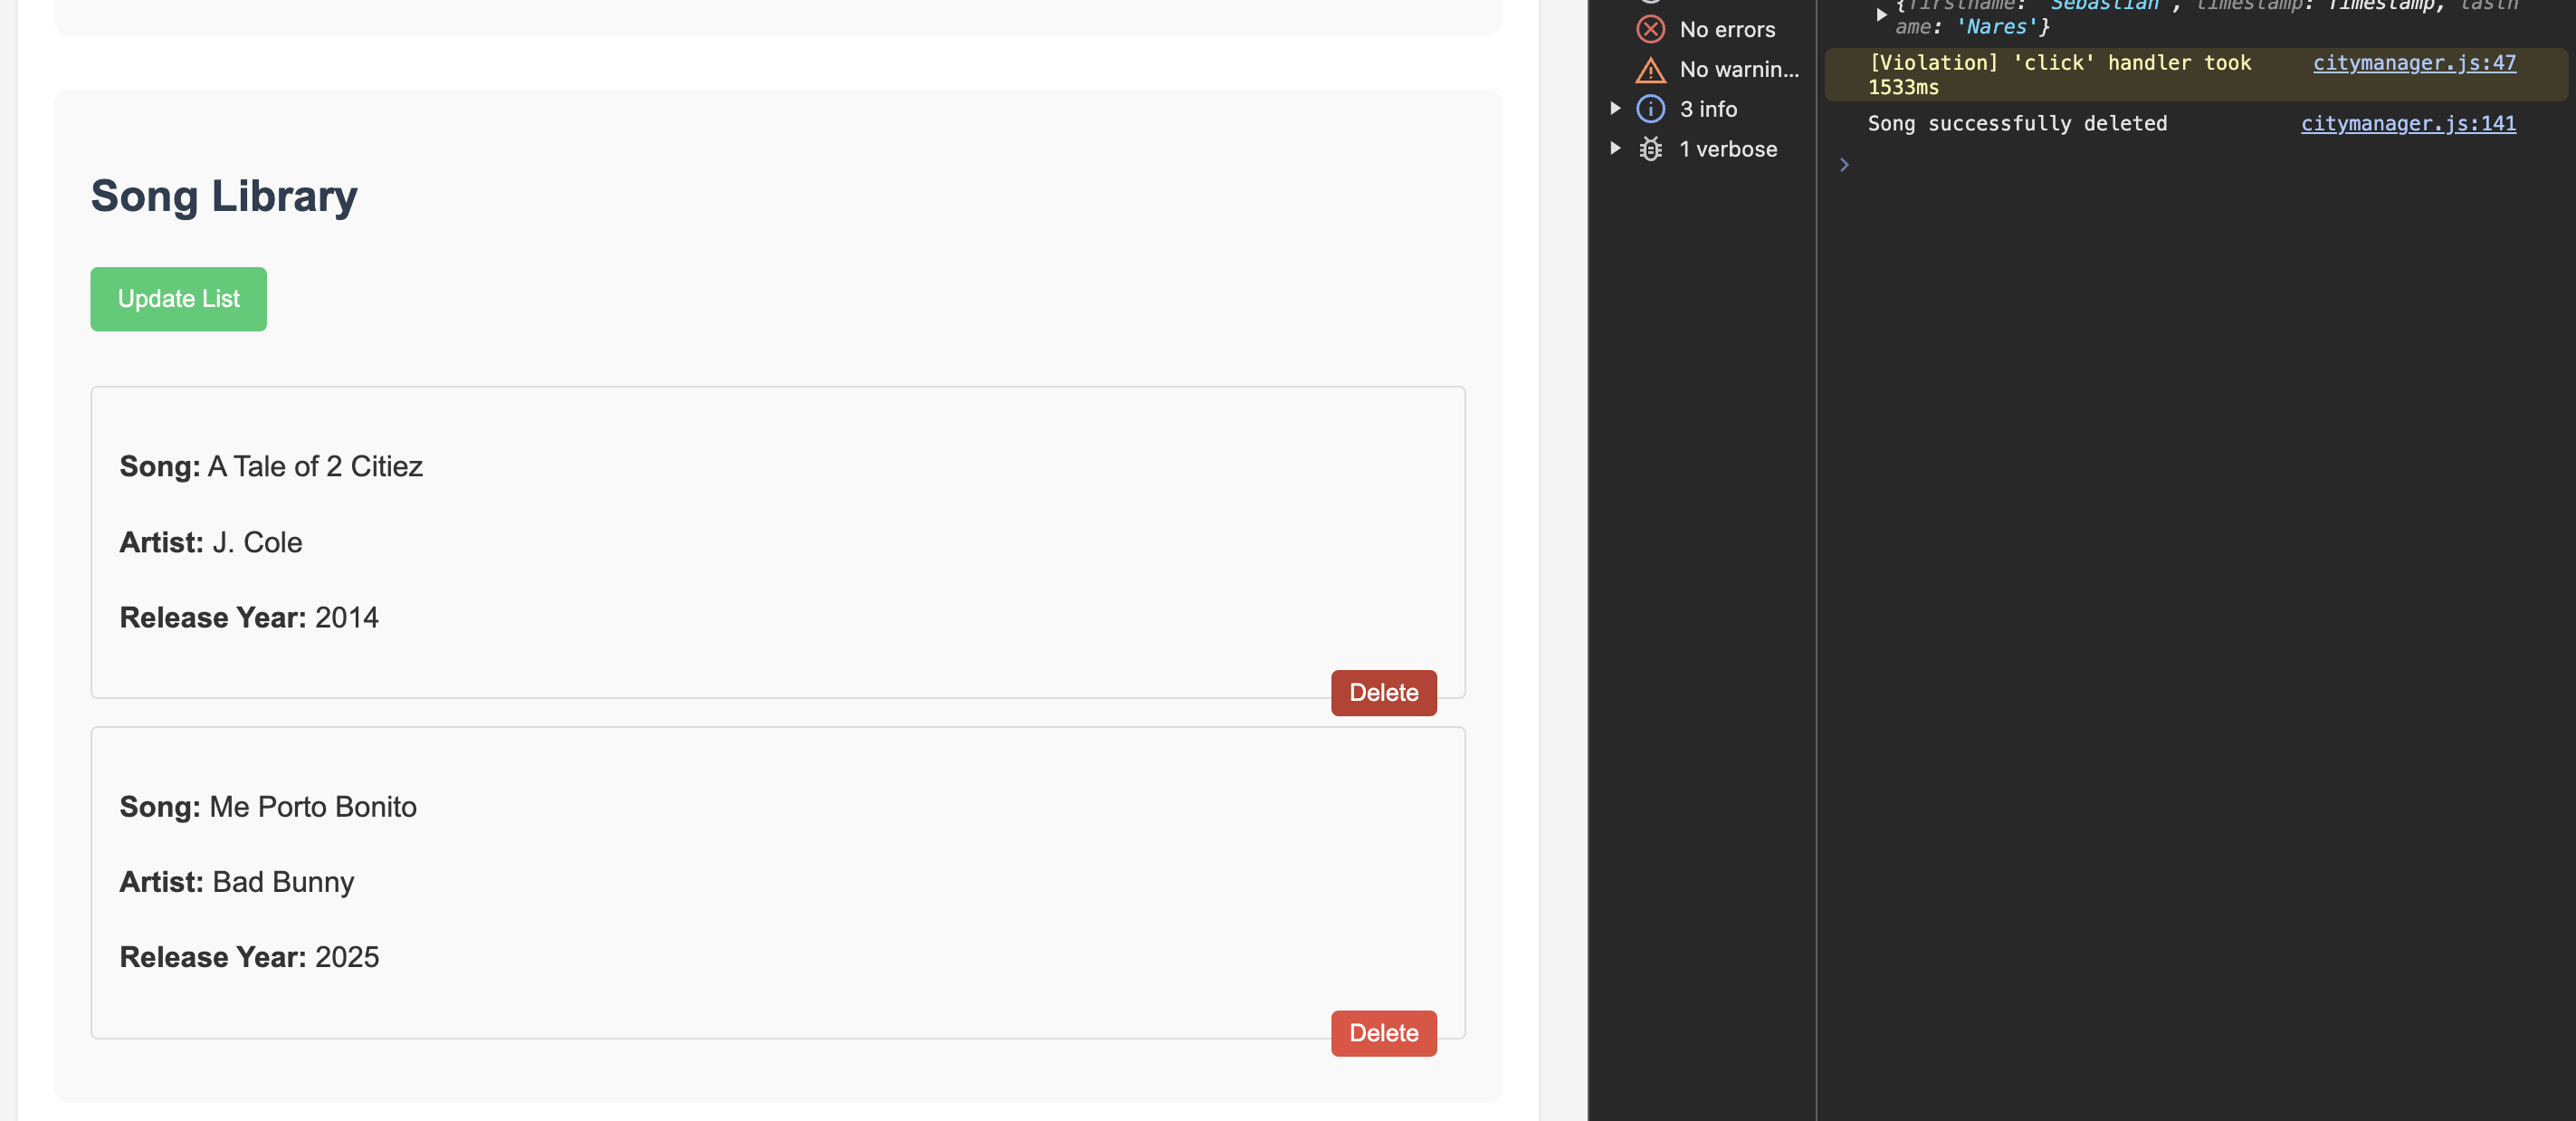 Song Library
Update List
Song: A Tale of 2 Citiez
Artist: J. Cole
Release Year: 2014
Delete
Song: Me Porto Bonito
Artist: Bad Bunny
Release Year: 2025
Delete
No errors
No warnin...
3 info
1 verbose
{firstname: 'Sebastian', timestamp: Timestamp, lastn
ame: 'Nares'}
[Violation] 'click' handler took citymanager.js:47
1533ms
Song successfully deleted citymanager.js:141